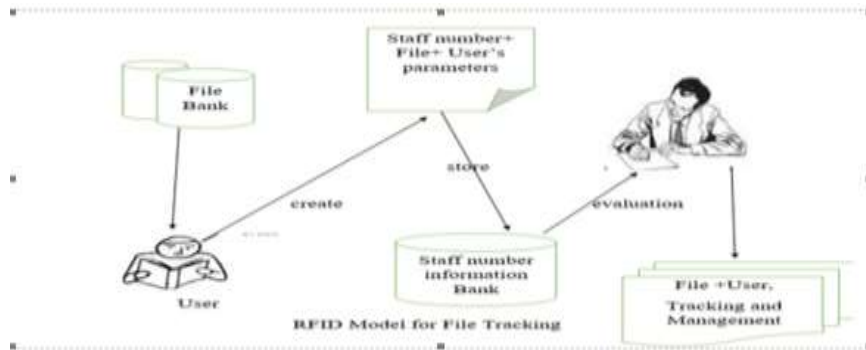 Staff number+
File+ User's
parameters
File
Bank
store
create
evaluation
Staff number
information
Bank
User
File +User,
Tracking and
Management
RFID Model for File Tracking